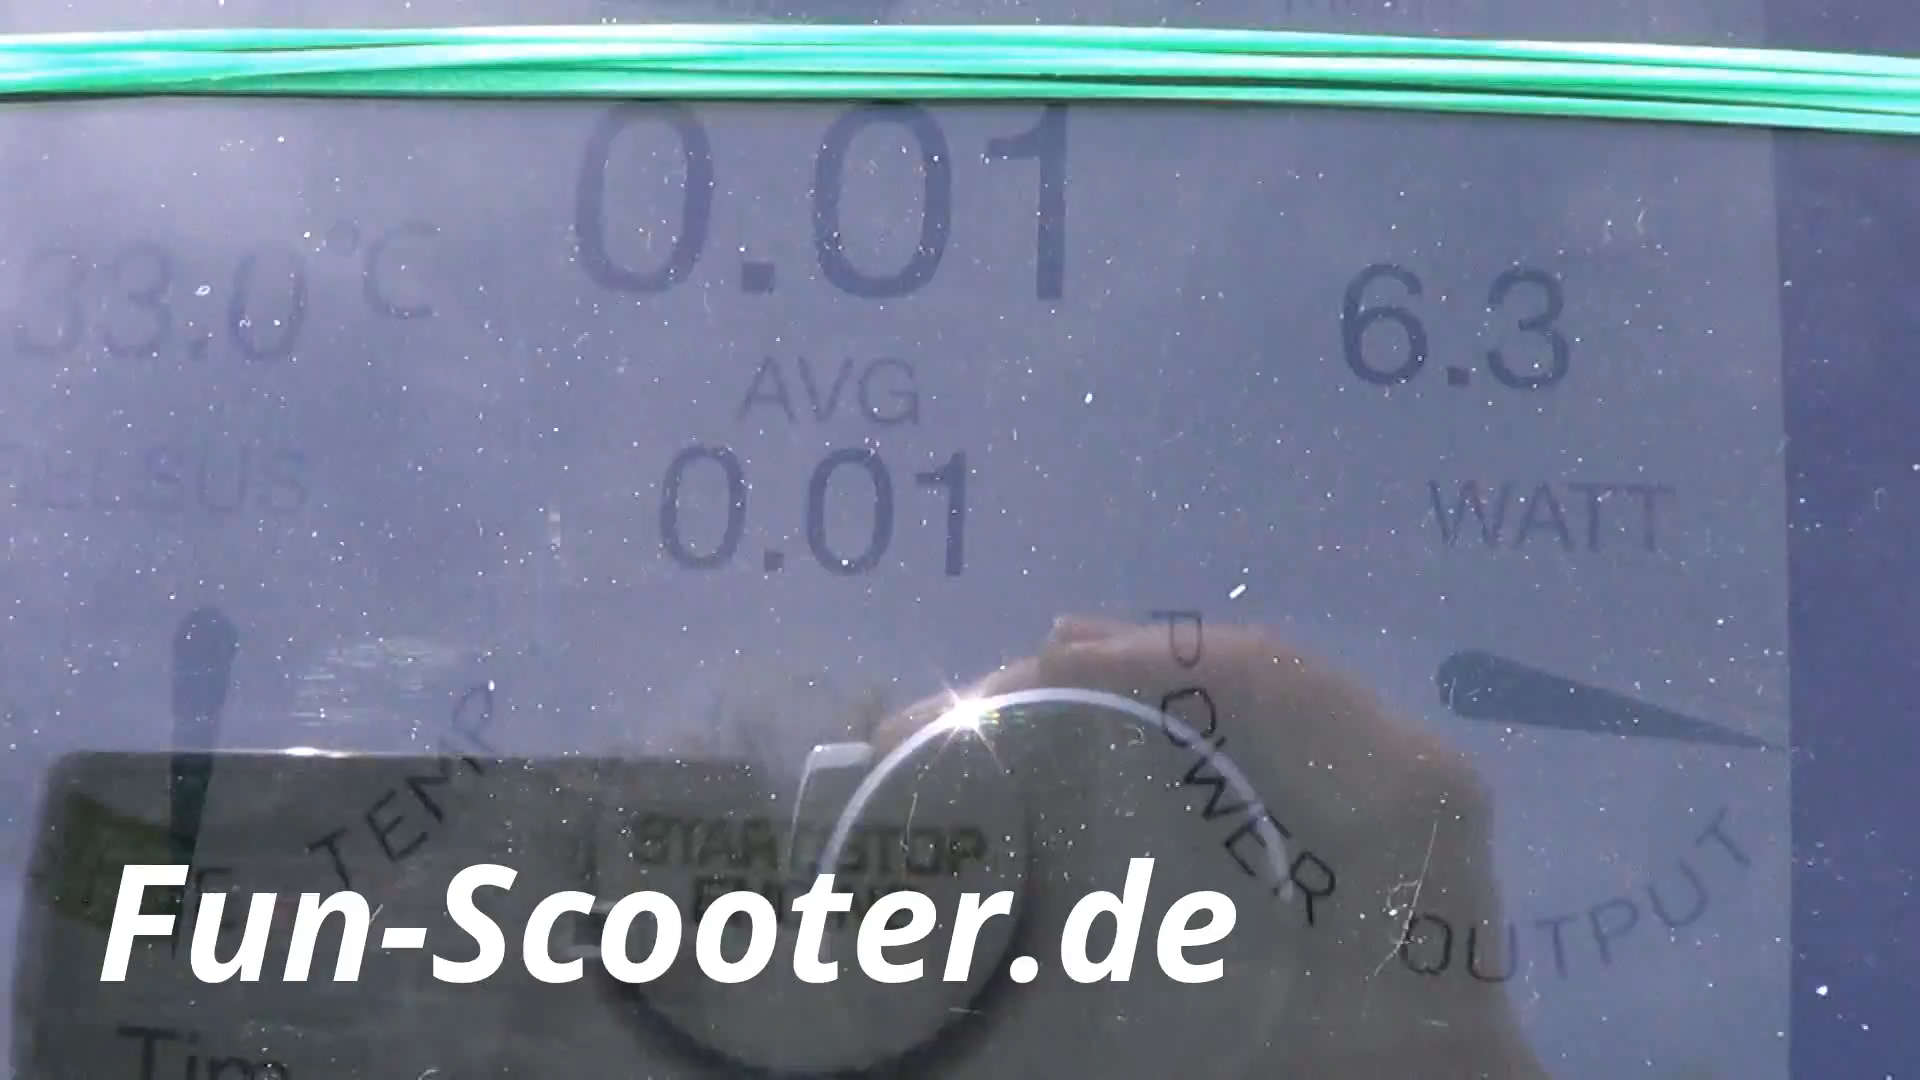 0.01
33.0°C
6.3
AVG
0.01
CELSUS
WATT
POWER
TEMP
START STOP
OUTPUT
Fun-Scooter.de
Tim